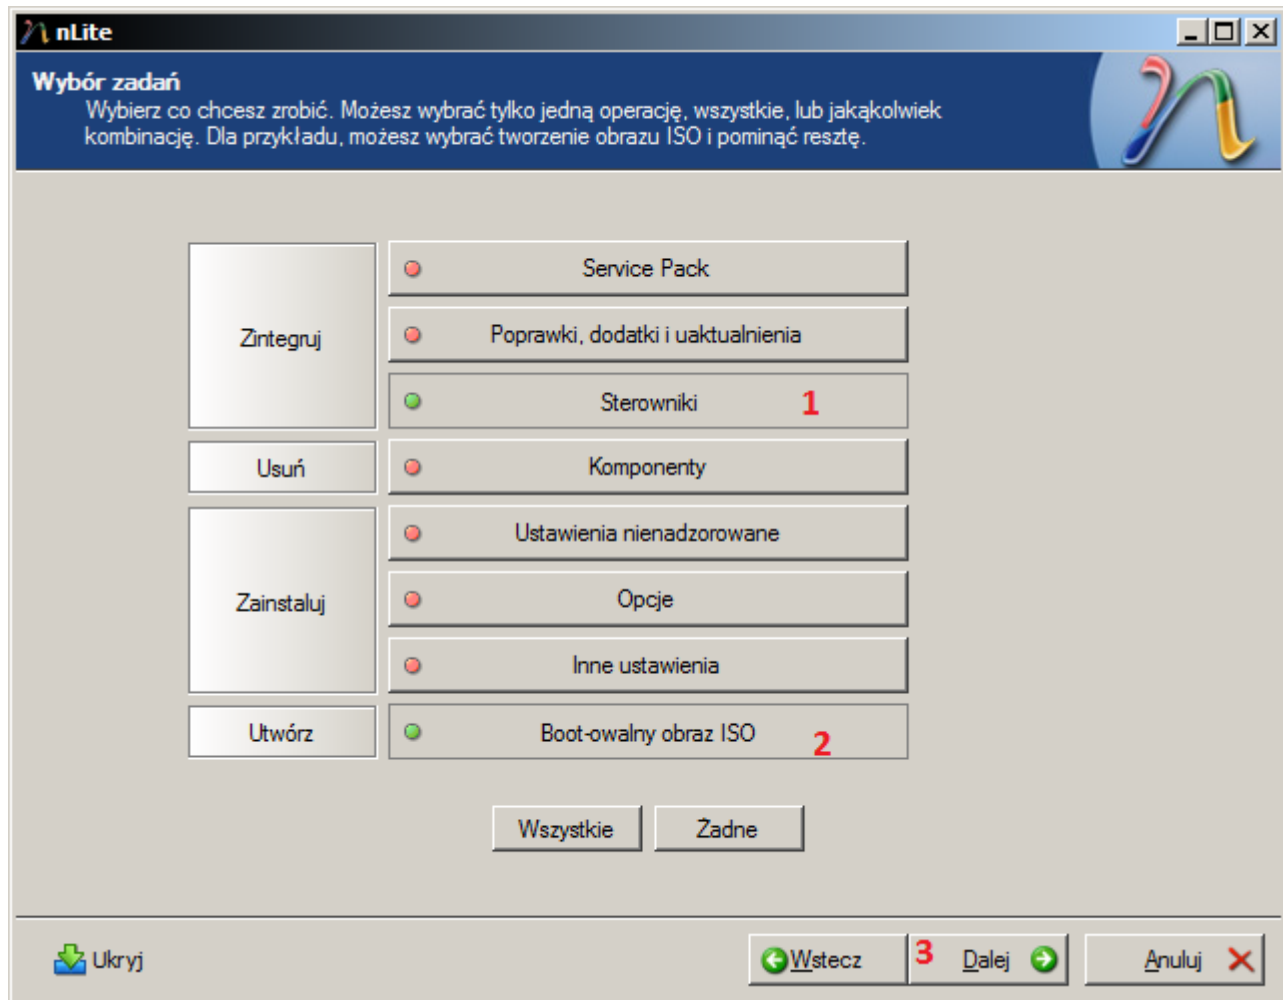 nLite
Wybór zadań
Wybierz co chcesz zrobić. Możesz wybrać tylko jedną operację, wszystkie, lub jakąkolwiek
kombinację. Dla przykładu, możesz wybrać tworzenie obrazu ISO i pominąć resztę.
Zintegruj
Service Pack
Poprawki, dodatki i uaktualnienia
Sterowniki 1
Usuń
Komponenty
Zainstaluj
Ustawienia nienadzorowane
Opcje
Inne ustawienia
Utwórz
Boot-owalny obraz ISO 2
Wszystkie
Żadne
Ukryj
Wstecz
3 Dalej
Anuluj